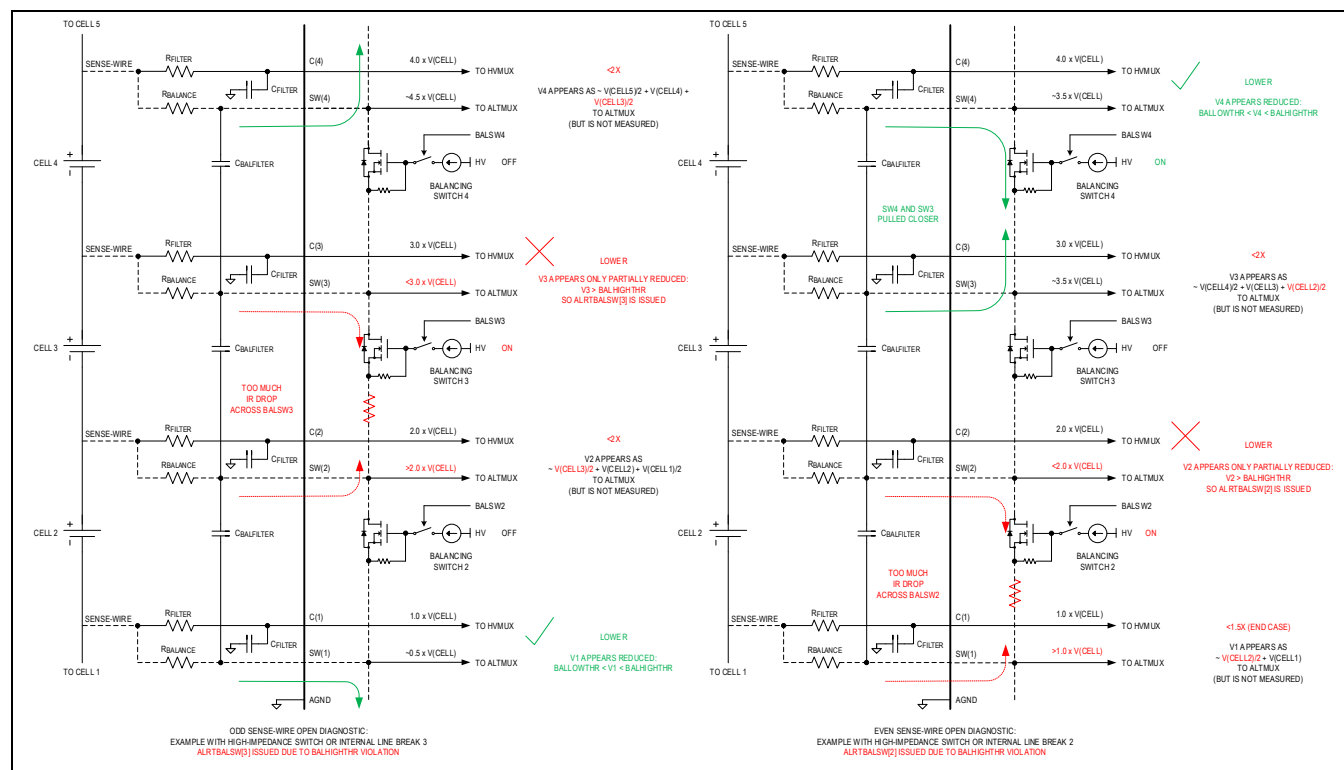 TO CELL 5
SENSE-WIRE
RFILTER
C(4)
4.0 x V(CELL)
TO HVMUX
CFILTER
RBALANCE
SW(4)
~4.5 x V(CELL)
TO ALTMUX
<2X
V4 APPEARS AS ~ V(CELL5)/2 + V(CELL4) +
V(CELL3)/2
TO ALTMUX
(BUT IS NOT MEASURED)
BALSW4
HV
OFF
CELL 4
+
-
CBALFILTER
BALANCING
SWITCH 4
SENSE-WIRE
RFILTER
C(3)
3.0 x V(CELL)
TO HVMUX
CFILTER
RBALANCE
SW(3)
<3.0 x V(CELL)
TO ALTMUX
LOWER
V3 APPEARS ONLY PARTIALLY REDUCED:
V3 > BALHIGHTHR
SO ALRTBALSW[3] IS ISSUED
BALSW3
HV
ON
CELL 3
+
-
CBALFILTER
BALANCING
SWITCH 3
TOO MUCH
IR DROP
ACROSS BALSW3
SENSE-WIRE
RFILTER
C(2)
2.0 x V(CELL)
TO HVMUX
CFILTER
RBALANCE
SW(2)
>2.0 x V(CELL)
TO ALTMUX
<2X
V2 APPEARS AS
~ V(CELL3)/2 + V(CELL2) + V(CELL1)/2
TO ALTMUX
(BUT IS NOT MEASURED)
BALSW2
HV
OFF
CELL 2
+
-
CBALFILTER
BALANCING
SWITCH 2
SENSE-WIRE
RFILTER
C(1)
1.0 x V(CELL)
TO HVMUX
CFILTER
RBALANCE
SW(1)
~0.5 x V(CELL)
TO ALTMUX
LOWER
V1 APPEARS REDUCED:
BALLOWTHR < V1 < BALHIGHTHR
TO CELL 1
AGND
ODD SENSE-WIRE OPEN DIAGNOSTIC:
EXAMPLE WITH HIGH-IMPEDANCE SWITCH OR INTERNAL LINE BREAK 3
ALRTBALSW[3] ISSUED DUE TO BALHIGHTHR VIOLATION
TO CELL 5
SENSE-WIRE
RFILTER
C(4)
4.0 x V(CELL)
TO HVMUX
CFILTER
RBALANCE
SW(4)
~3.5 x V(CELL)
TO ALTMUX
LOWER
V4 APPEARS REDUCED:
BALLOWTHR < V4 < BALHIGHTHR
BALSW4
HV
ON
CELL 4
+
-
CBALFILTER
BALANCING
SWITCH 4
SW4 AND SW3
PULLED CLOSER
SENSE-WIRE
RFILTER
C(3)
3.0 x V(CELL)
TO HVMUX
CFILTER
RBALANCE
SW(3)
~3.5 x V(CELL)
TO ALTMUX
<2X
V3 APPEARS AS
~ V(CELL4)/2 + V(CELL3) + V(CELL2)/2
TO ALTMUX
(BUT IS NOT MEASURED)
BALSW3
HV
OFF
CELL 3
+
-
CBALFILTER
BALANCING
SWITCH 3
SENSE-WIRE
RFILTER
C(2)
2.0 x V(CELL)
TO HVMUX
CFILTER
RBALANCE
SW(2)
<2.0 x V(CELL)
TO ALTMUX
LOWER
V2 APPEARS ONLY PARTIALLY REDUCED:
V2 > BALHIGHTHR
SO ALRTBALSW[2] IS ISSUED
BALSW2
HV
ON
CELL 2
+
-
CBALFILTER
BALANCING
SWITCH 2
TOO MUCH
IR DROP
ACROSS BALSW2
SENSE-WIRE
RFILTER
C(1)
1.0 x V(CELL)
TO HVMUX
CFILTER
RBALANCE
SW(1)
>1.0 x V(CELL)
TO ALTMUX
<1.5X (END CASE)
V1 APPEARS AS
~ V(CELL2)/2 + V(CELL1)
TO ALTMUX
(BUT IS NOT MEASURED)
TO CELL 1
AGND
EVEN SENSE-WIRE OPEN DIAGNOSTIC:
EXAMPLE WITH HIGH-IMPEDANCE SWITCH OR INTERNAL LINE BREAK 2
ALRTBALSW[2] ISSUED DUE TO BALHIGHTHR VIOLATION